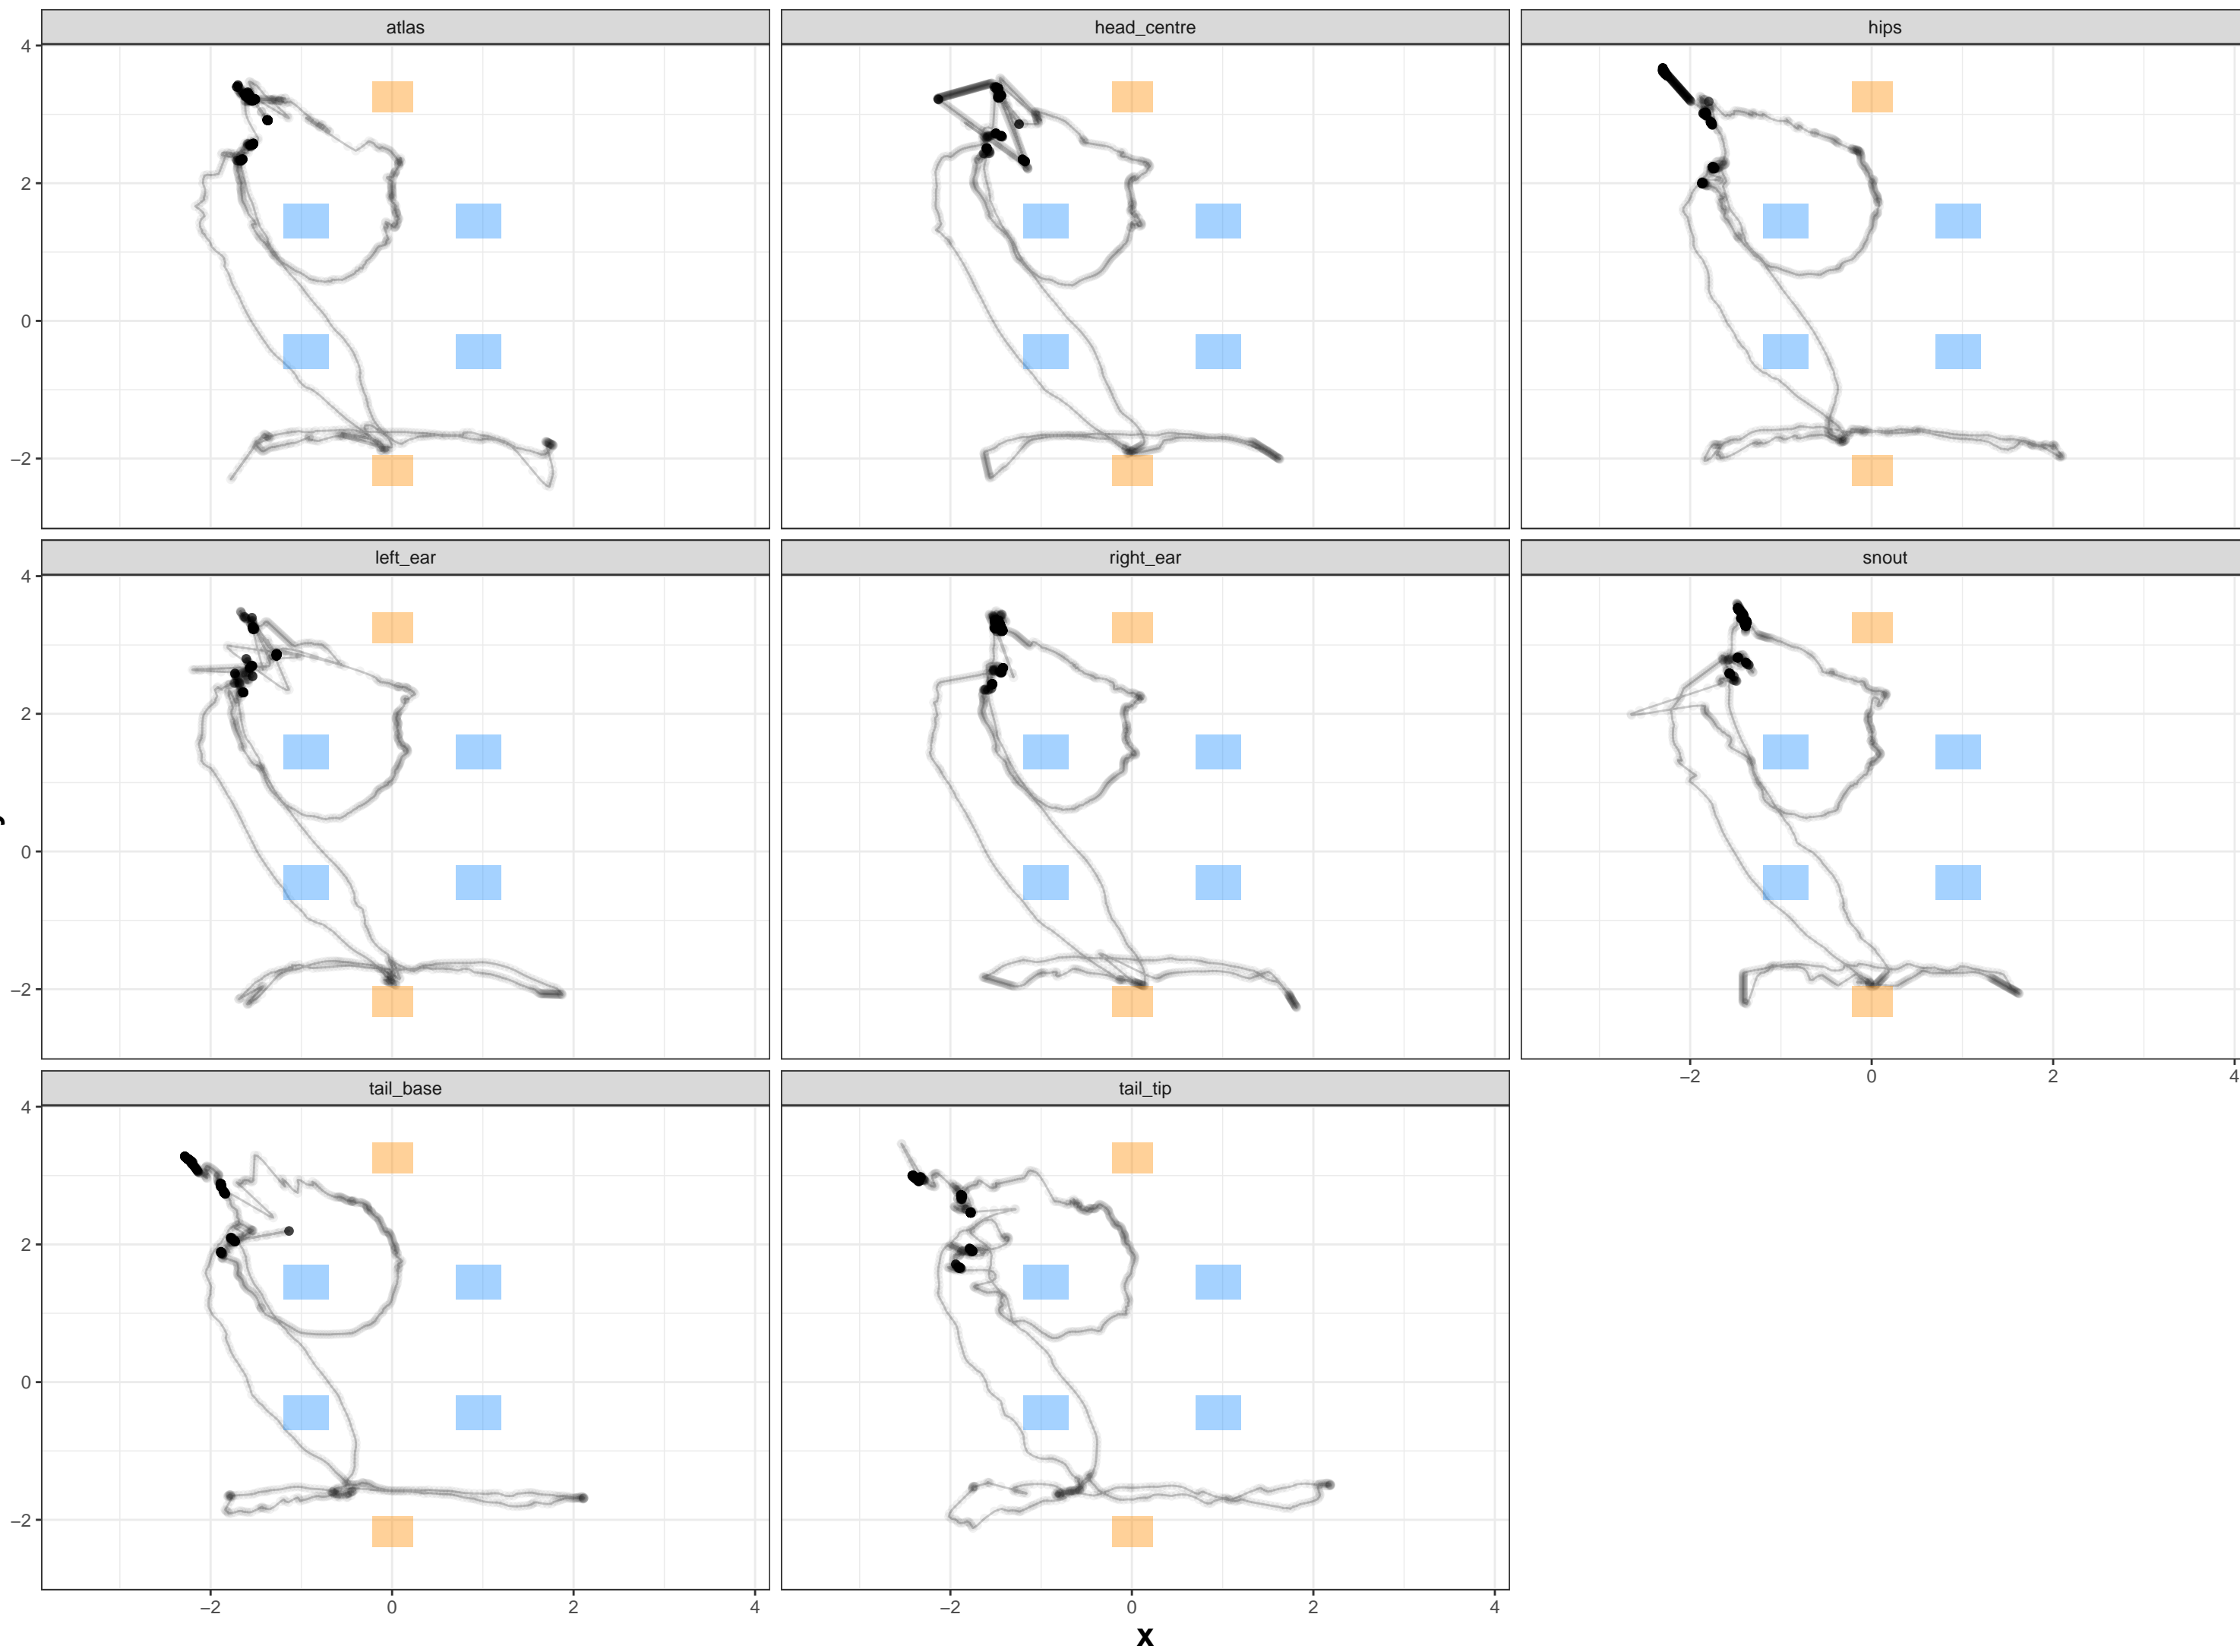 atlas head_centre hips
4
2
0
−2
left_ear right_ear snout
4
2
0
−2
−2 0 2 4
tail_base tail_tip
4
2
0
−2
−2 0 2 4 −2 0 2 4
x